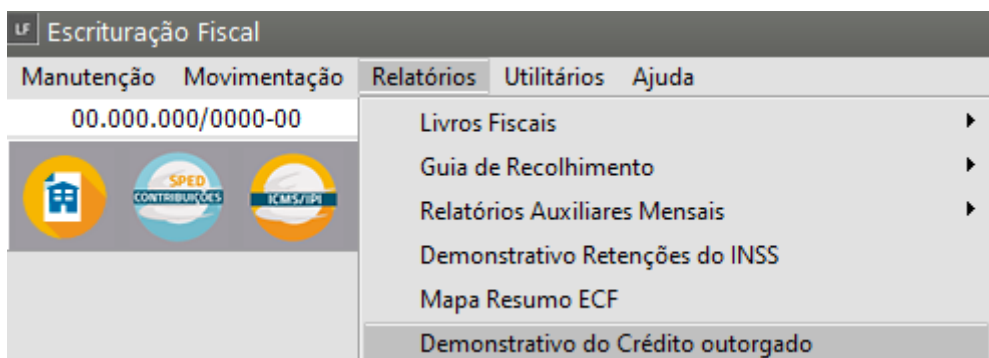 LF Escrituração Fiscal
Manutenção Movimentação Relatórios Utilitários Ajuda
00.000.000/0000-00
Livros Fiscais
Guia de Recolhimento
SPED
CONTRIBUIÇÕES
ICMS/IPI
Relatórios Auxiliares Mensais
Demonstrativo Retenções do INSS
Mapa Resumo ECF
Demonstrativo do Crédito outorgado